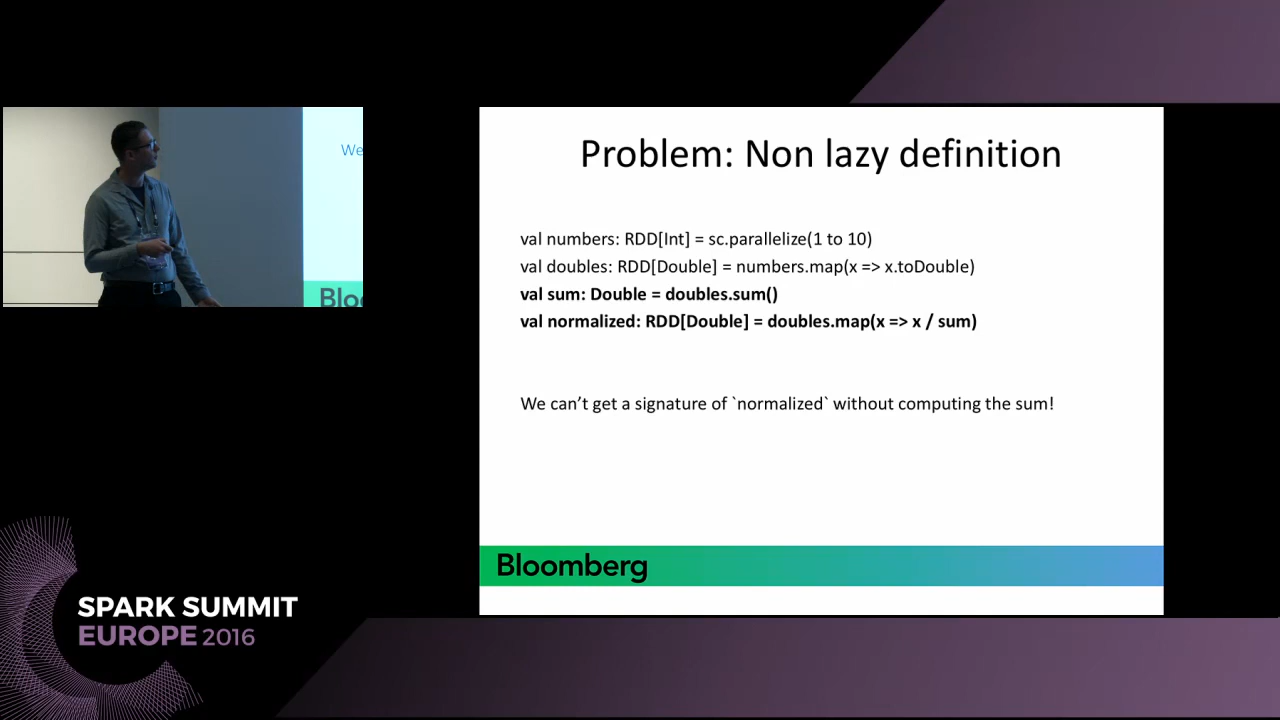 We
Bloo
Problem: Non lazy definition
val numbers: RDD[Int] = sc.parallelize(1 to 10)
val doubles: RDD[Double] = numbers.map(x => x.toDouble)
val sum: Double = doubles.sum()
val normalized: RDD[Double] = doubles.map(x => x / sum)
We can’t get a signature of `normalized` without computing the sum!
Bloomberg
SPARK SUMMIT
EUROPE 2016